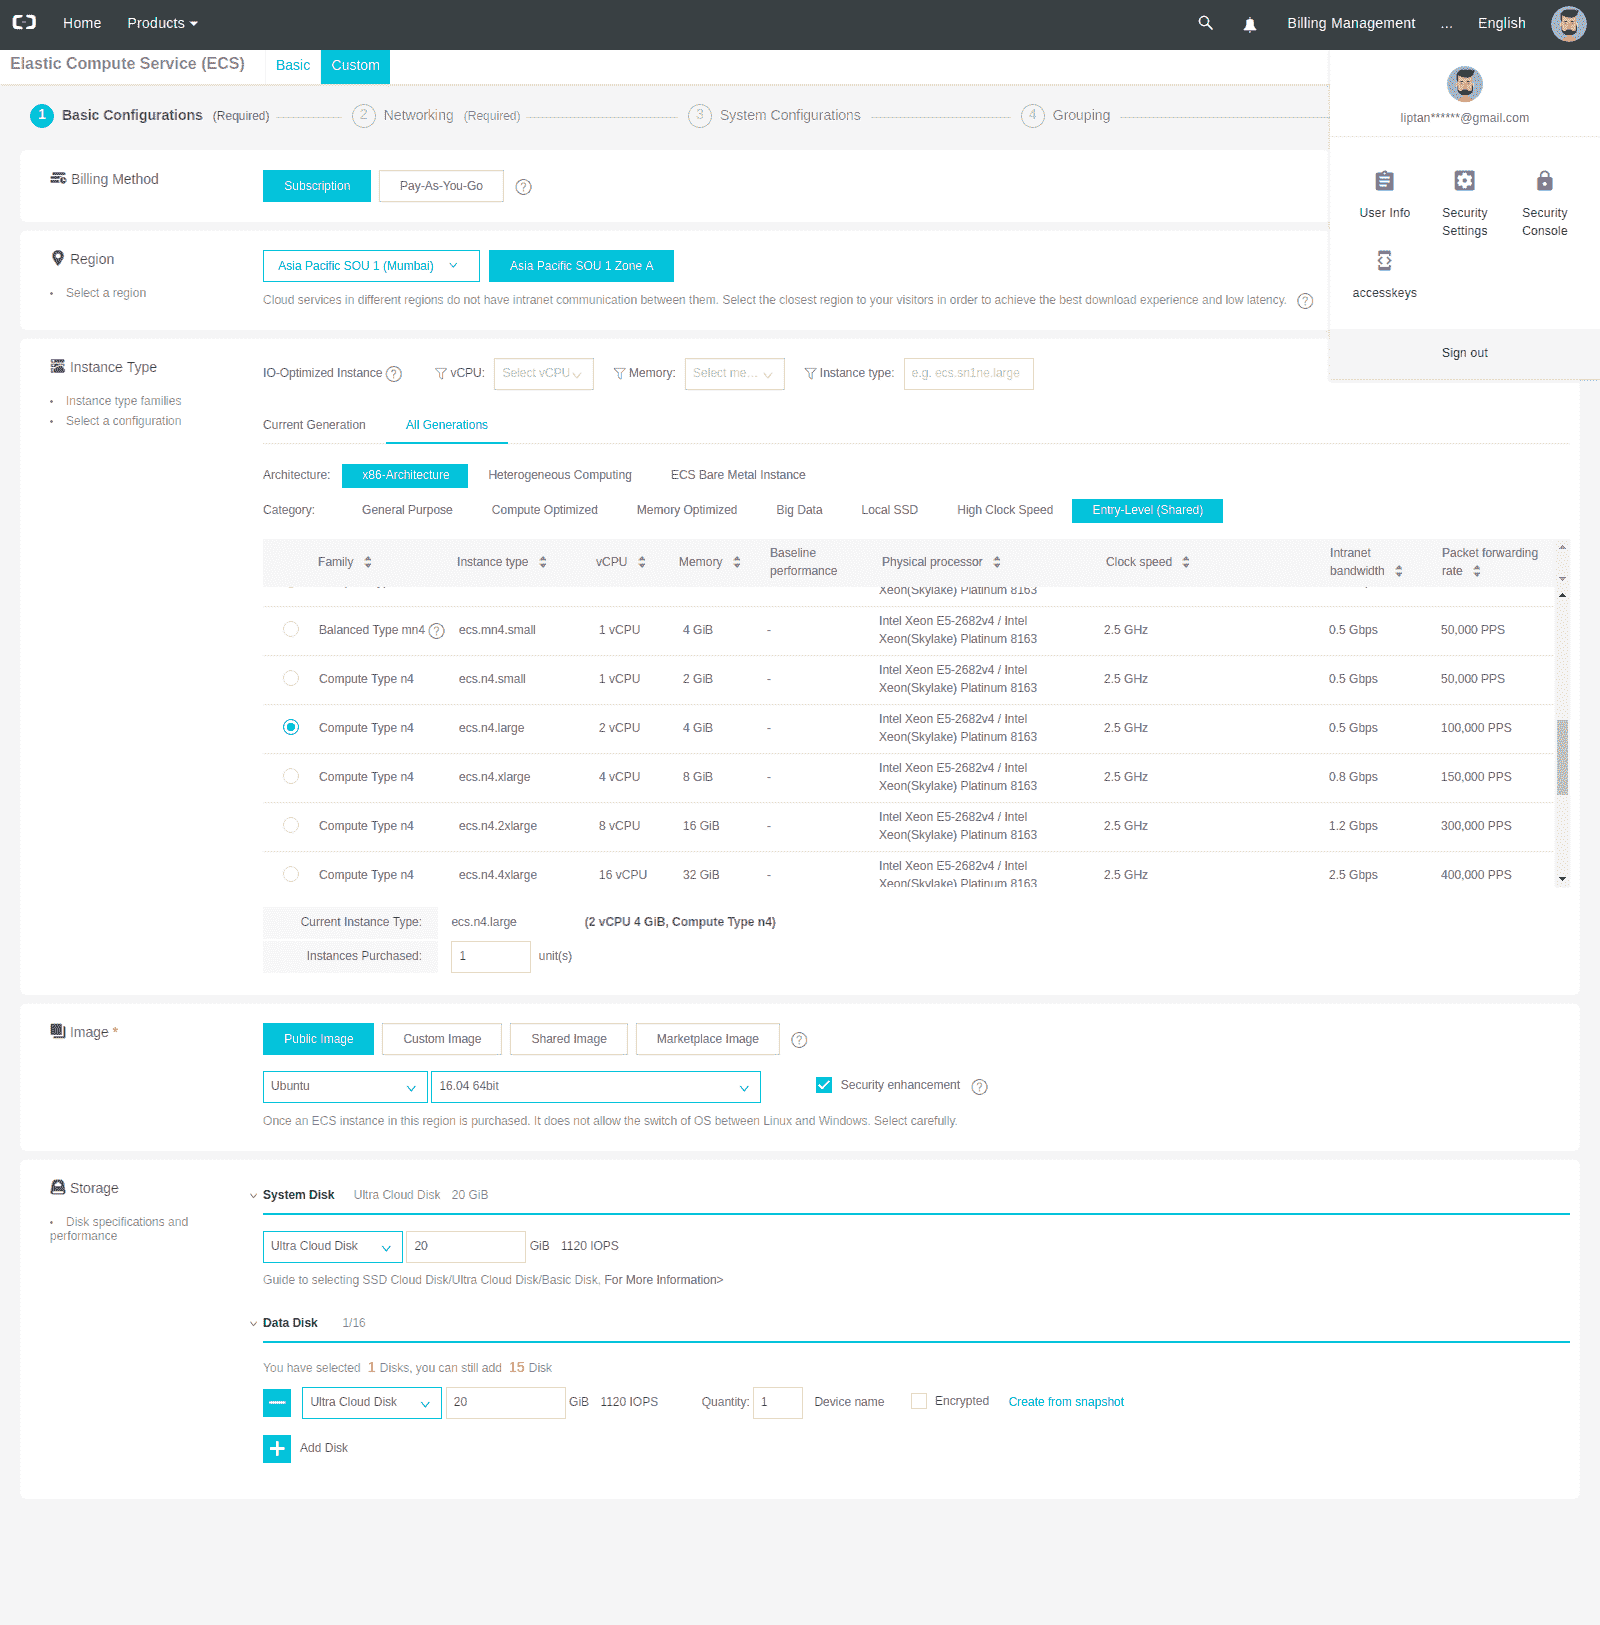 Home Products Billing Management ... English
Elastic Compute Service (ECS) Basic Custom
liptan******@gmail.com
User Info
Security Settings
Security Console
accesskeys
Sign out
1 Basic Configurations (Required) 2 Networking (Required) 3 System Configurations 4 Grouping
Billing Method
Subscription Pay-As-You-Go ?
Region
• Select a region
Asia Pacific SOU 1 (Mumbai) Asia Pacific SOU 1 Zone A
Cloud services in different regions do not have intranet communication between them. Select the closest region to your visitors in order to achieve the best download experience and low latency. ?
Instance Type
• Instance type families
• Select a configuration
IO-Optimized Instance ? vCPU: Select vCPU Memory: Select me... Instance type: e.g. ecs.sn1ne.large
Current Generation All Generations
Architecture: x86-Architecture Heterogeneous Computing ECS Bare Metal Instance
Category: General Purpose Compute Optimized Memory Optimized Big Data Local SSD High Clock Speed Entry-Level (Shared)
Family Instance type vCPU Memory Baseline performance Physical processor Clock speed Intranet bandwidth Packet forwarding rate
Xeon(Skylake) Platinum 8163
Balanced Type mn4 ? ecs.mn4.small 1 vCPU 4 GiB - Intel Xeon E5-2682v4 / Intel Xeon(Skylake) Platinum 8163 2.5 GHz 0.5 Gbps 50,000 PPS
Compute Type n4 ecs.n4.small 1 vCPU 2 GiB - Intel Xeon E5-2682v4 / Intel Xeon(Skylake) Platinum 8163 2.5 GHz 0.5 Gbps 50,000 PPS
Compute Type n4 ecs.n4.large 2 vCPU 4 GiB - Intel Xeon E5-2682v4 / Intel Xeon(Skylake) Platinum 8163 2.5 GHz 0.5 Gbps 100,000 PPS
Compute Type n4 ecs.n4.xlarge 4 vCPU 8 GiB - Intel Xeon E5-2682v4 / Intel Xeon(Skylake) Platinum 8163 2.5 GHz 0.8 Gbps 150,000 PPS
Compute Type n4 ecs.n4.2xlarge 8 vCPU 16 GiB - Intel Xeon E5-2682v4 / Intel Xeon(Skylake) Platinum 8163 2.5 GHz 1.2 Gbps 300,000 PPS
Compute Type n4 ecs.n4.4xlarge 16 vCPU 32 GiB - Intel Xeon E5-2682v4 / Intel Xeon(Skylake) Platinum 8163 2.5 GHz 2.5 Gbps 400,000 PPS
Current Instance Type: ecs.n4.large (2 vCPU 4 GiB, Compute Type n4)
Instances Purchased: 1 unit(s)
Image *
Public Image Custom Image Shared Image Marketplace Image ?
Ubuntu 16.04 64bit Security enhancement ?
Once an ECS instance in this region is purchased. It does not allow the switch of OS between Linux and Windows. Select carefully.
Storage
• Disk specifications and
performance
System Disk Ultra Cloud Disk 20 GiB
Ultra Cloud Disk 20 GiB 1120 IOPS
Guide to selecting SSD Cloud Disk/Ultra Cloud Disk/Basic Disk, For More Information>
Data Disk 1/16
You have selected 1 Disks, you can still add 15 Disk
Ultra Cloud Disk 20 GiB 1120 IOPS Quantity: 1 Device name Encrypted Create from snapshot
Add Disk